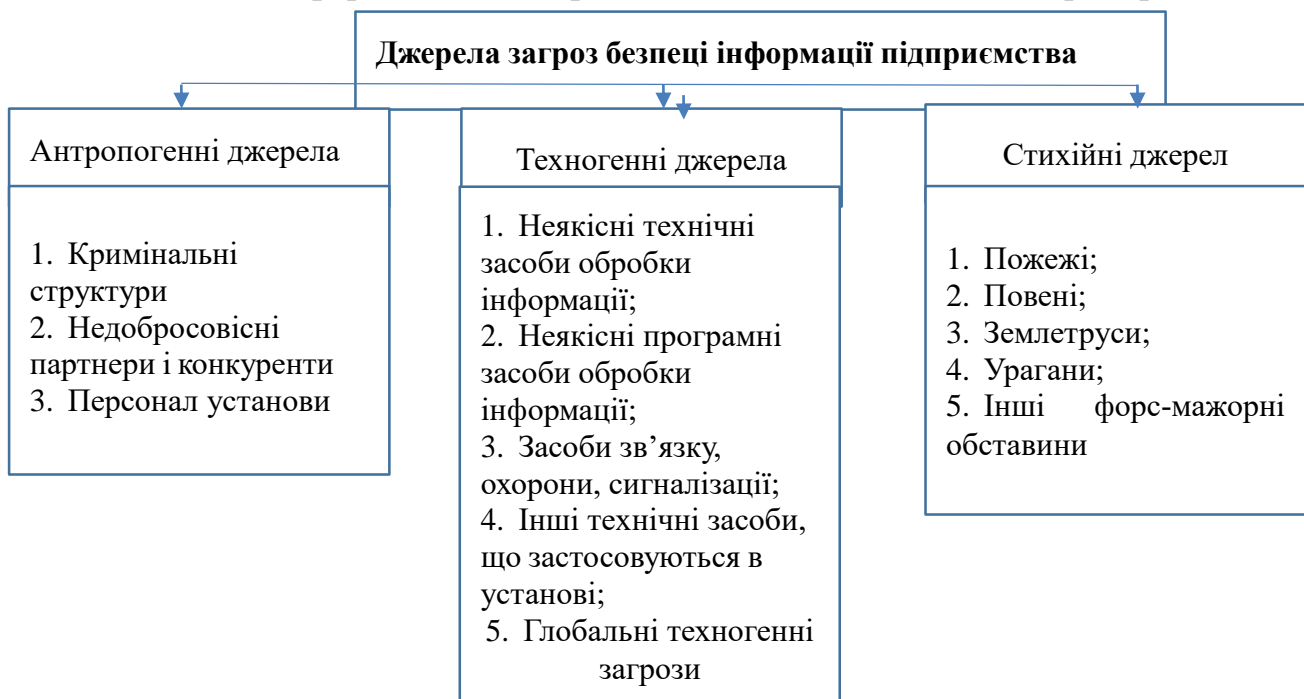 Джерела загроз безпеці інформації підприємства
Антропогенні джерела
1. Кримінальні
структури
2. Недобросовісні
партнери і конкуренти
3. Персонал установи
Техногенні джерела
1. Неякісні технічні
засоби обробки
інформації;
2. Неякісні програмні
засоби обробки
інформації;
3. Засоби зв’язку,
охорони, сигналізації;
4. Інші технічні засоби,
що застосовуються в
установі;
5. Глобальні техногенні
загрози
Стихійні джерел
1. Пожежі;
2. Повені;
3. Землетруси;
4. Урагани;
5. Інші форс-мажорні
обставини